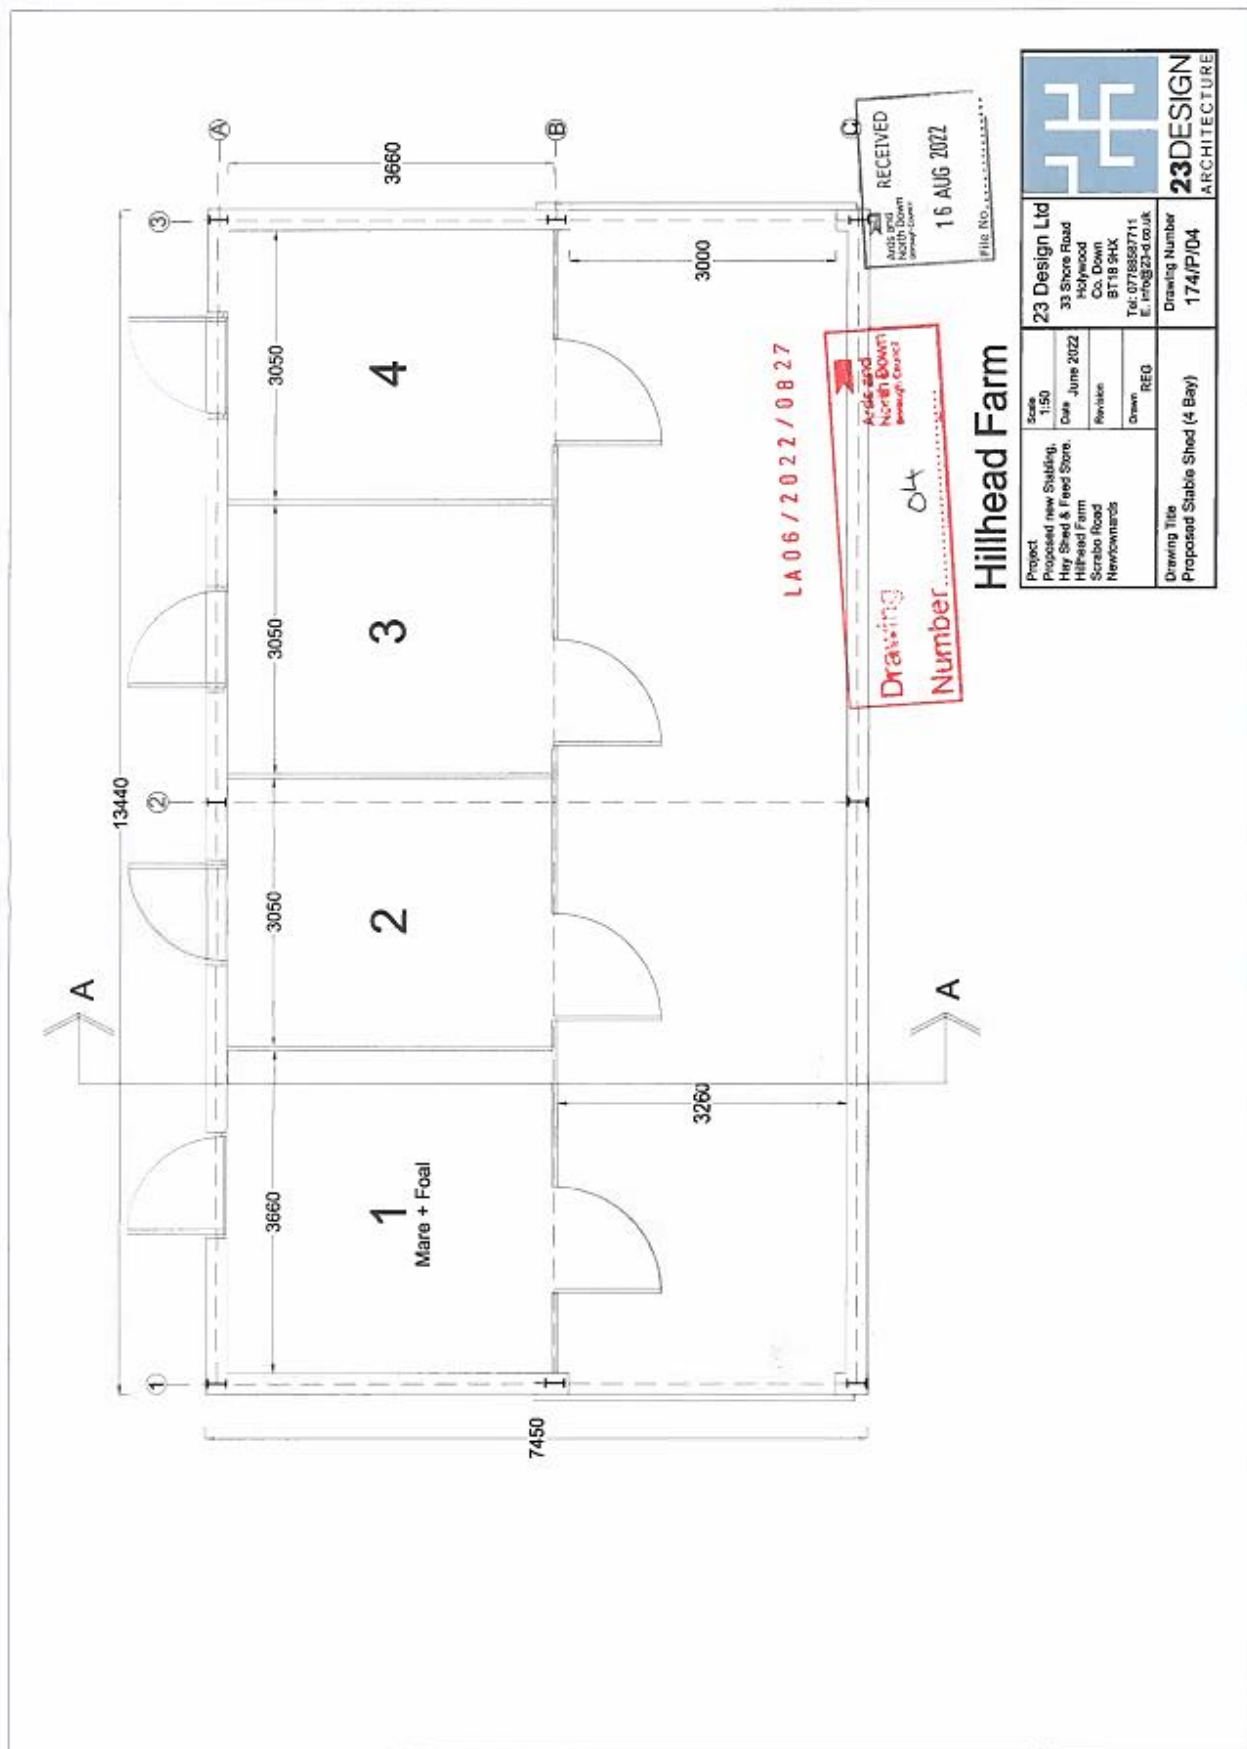 13440
A
1
2
3
A
3660
3050
3050
3050
3660
A
1
Mare + Foal
2
3
4
B
7450
3260
3000
C
A
LA06/2022/0827
Ards and
North Down
Borough Council
RECEIVED
16 AUG 2022
File No.
Drawing
Number
04
Ards and
North Down
Borough Council
Hillhead Farm
Project
Proposed new Stabling,
Hay Shed & Feed Store.
Hillhead Farm
Scrabo Road
Newtownards
Scale
1:50
Date June 2022
Revision
Drawn
REG
23 Design Ltd
33 Shore Road
Holywood
Co. Down
BT18 9HX
Tel: 07788587711
E. info@23-d.co.uk
Drawing Title
Proposed Stable Shed (4 Bay)
Drawing Number
174/P/04
23DESIGN
ARCHITECTURE